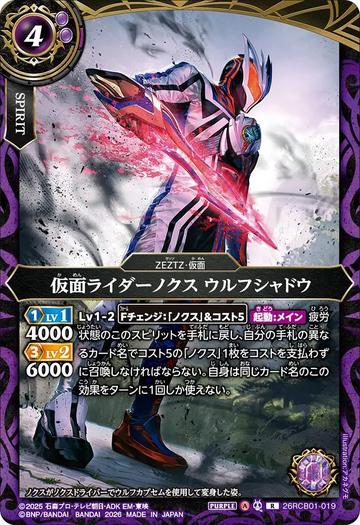 4
SPIRIT
ZEZTZ・仮面
仮面ライダーノクス ウルフシャドウ
1 LV1 4000
3 LV2 6000
Lv1-2 『チェンジ:「ノクス」&コスト5』 起動:メイン 疲労
状態のこのスピリットを手札に戻し、自分の手札の異
なるカード名でコスト5の「ノクス」1枚をコストを支払わず
に召喚しなければならない。自身は同じカード名のこの
効果をターンに1回しか使えない。
ノクスがノクスドライバーでウルフカプセムを使用して変身した姿。
©2025 石森プロ・テレビ朝日・ADK EM・東映
©BNP/BANDAI BANDAI 2026 MADE IN JAPAN
PURPLE A R 26RCB01-019